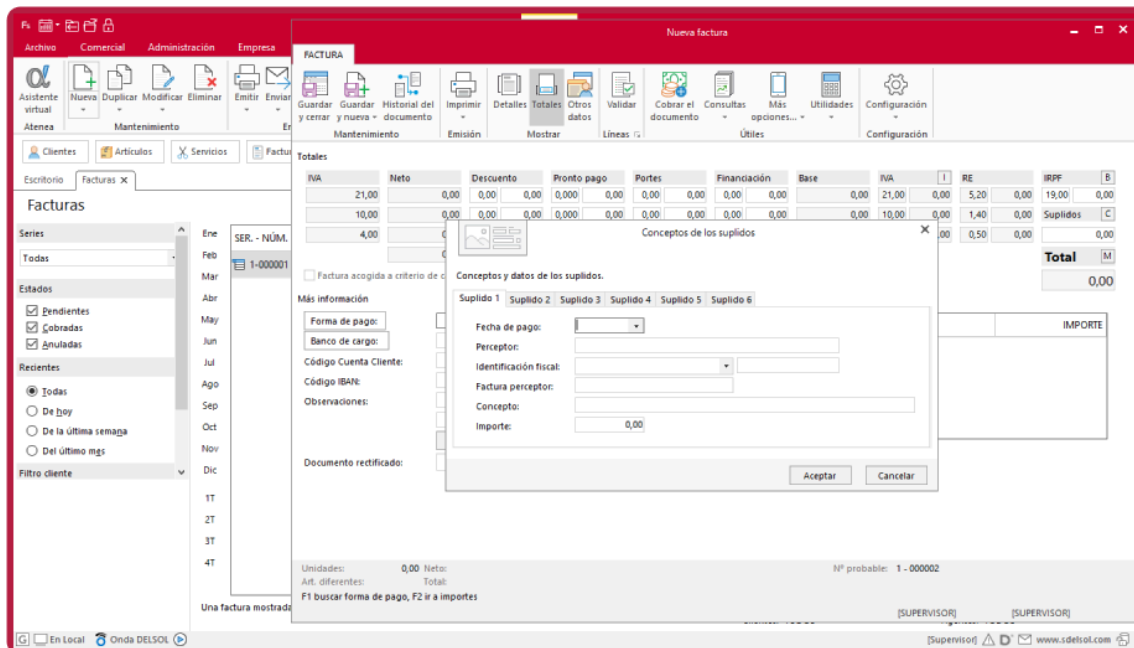 Fs
Nueva factura
Archivo Comercial Administración Empresa
FACTURA
Asistente virtual Nueva Duplicar Modificar Eliminar Emitir Enviar
Guardar y cerrar Guardar y nueva Historial del documento Imprimir Detalles Totales Otros datos Validar Cobrar el documento Consultas Más opciones... Utilidades Configuración
Atenea Mantenimiento
Mantenimiento Emisión Mostrar Líneas Útiles Configuración
Clientes Artículos Servicios Factu
Totales
Escritorio Facturas
IVA Neto Descuento Pronto pago Portes Financiación Base IVA I RE IRPF B
21,00 0,00 0,00 0,00 0,000 0,00 0,00 0,00 0,00 0,00 0,00 21,00 0,00 5,20 0,00 19,00 0,00
Facturas
10,00 0,00 0,00 0,00 0,000 0,00 0,00 0,00 0,00 0,00 0,00 10,00 0,00 1,40 0,00 Suplidos C
Series Ene SER. - NÚM.
4,00 Conceptos de los suplidos 0,00 0,50 0,00 0,00
Todas Feb
1-000001
Total M
Mar
Factura acogida a criterio de c
Conceptos y datos de los suplidos.
0,00
Estados Abr
Más información
Suplido 1 Suplido 2 Suplido 3 Suplido 4 Suplido 5 Suplido 6
Pendientes May
Forma de pago:
Fecha de pago:
IMPORTE
Cobradas
Anuladas Jun
Banco de cargo:
Perceptor:
Recientes Jul
Código Cuenta Cliente:
Identificación fiscal:
Todas Ago
Código IBAN:
Factura perceptor:
De hoy Sep
Observaciones:
Concepto:
De la última semana Oct
Importe: 0,00
Del último mes Nov
Filtro cliente Dic
Documento rectificado:
Aceptar Cancelar
1T
2T
3T
4T
Unidades: 0,00 Neto:
Nº probable: 1 - 000002
Art. diferentes: Total:
F1 buscar forma de pago, F2 ir a importes
Una factura mostrada
[SUPERVISOR] [SUPERVISOR]
G En Local Onda DELSOL
[Supervisor] D www.sdelsol.com